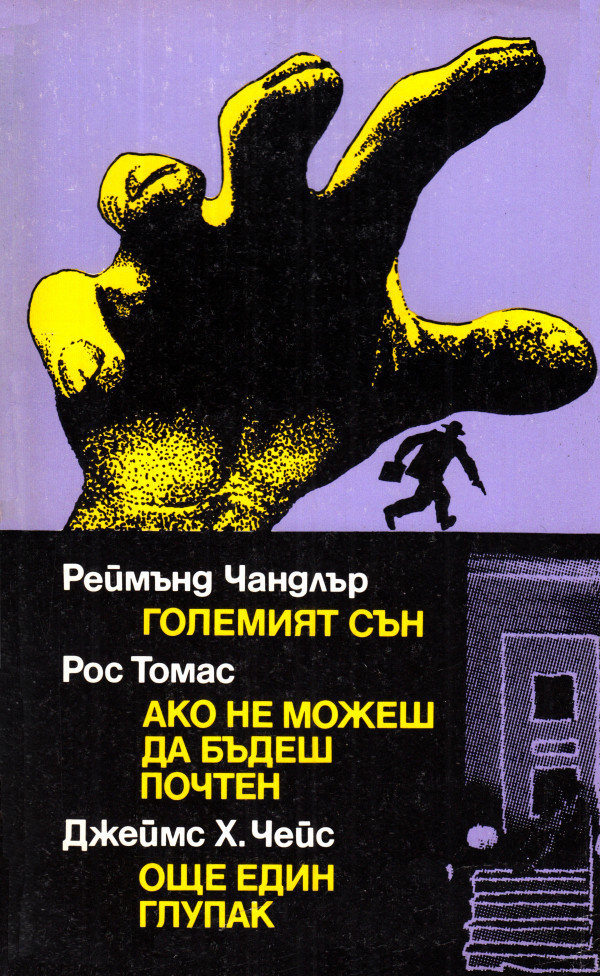 Реймънд Чандлър
ГОЛЕМИЯТ СЪН
Рос Томас
АКО НЕ МОЖЕШ
ДА БЪДЕШ
ПОЧТЕН
Джеймс Х. Чейс
ОЩЕ ЕДИН
ГЛУПАК